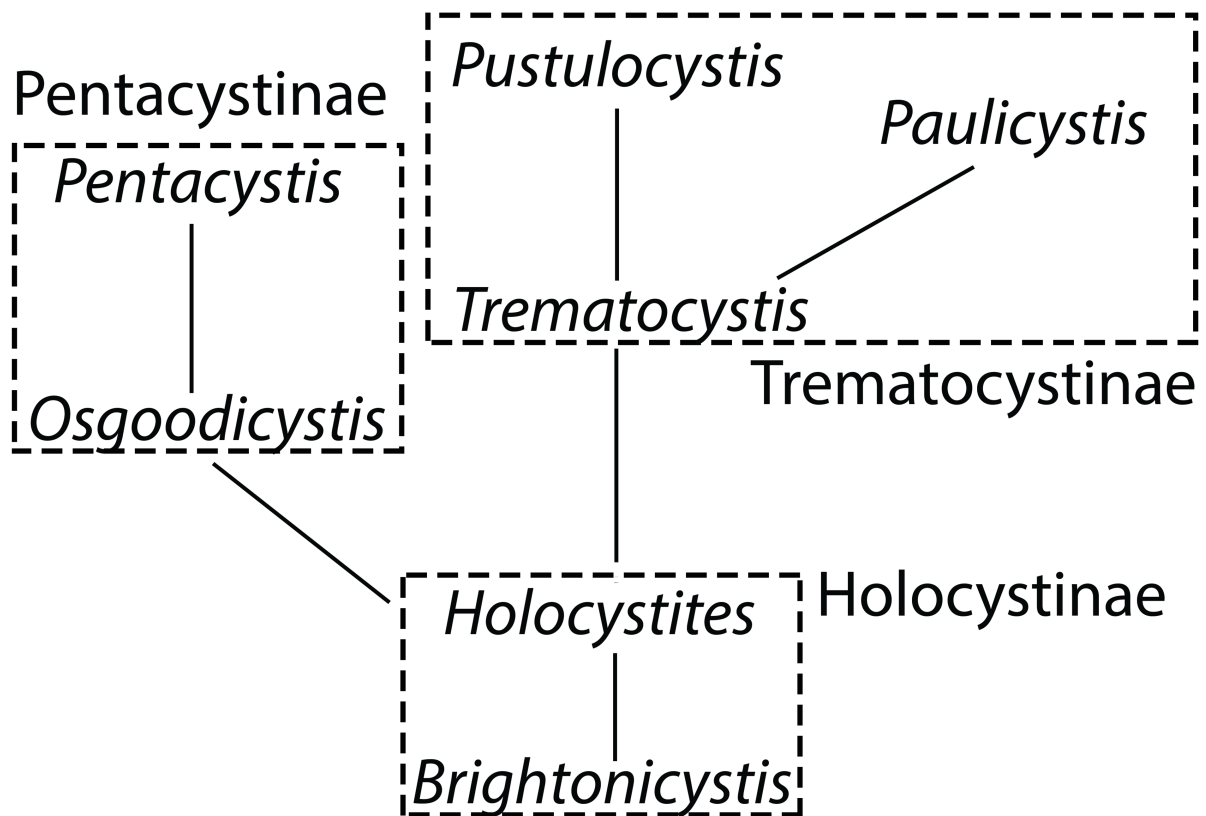 Pustulocystis
Pentacystinae
Paulicystis
Pentacystis
Trematocystis
Trematocystinae
Osgoodicystis
Holocystites
Holocystinae
Brightonicystis